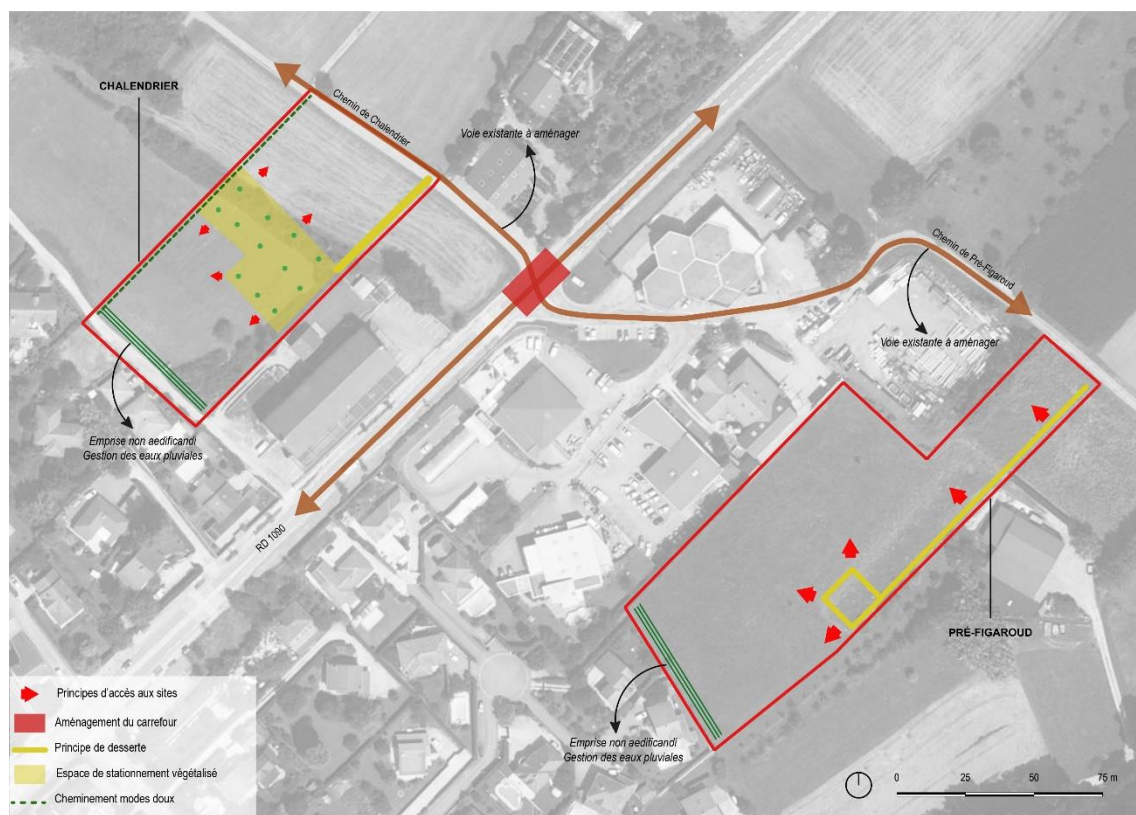 CHALENDRIER
Chemin de Chalendrier
Voie existante à aménager
Chemin de Pré-Figaroud
Voie existante à aménager
Emprise non aedificandi
Gestion des eaux pluviales
RD 1090
PRÉ-FIGAROUD
Emprise non aedificandi
Gestion des eaux pluviales
Principes d'accès aux sites
Aménagement du carrefour
Principe de desserte
Espace de stationnement végétalisé
Cheminement modes doux
0 25 50 75 m